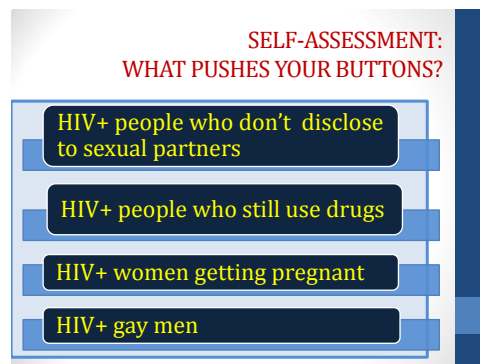 SELF-ASSESSMENT:
WHAT PUSHES YOUR BUTTONS?
HIV+ people who don’t disclose
to sexual partners
HIV+ people who still use drugs
HIV+ women getting pregnant
HIV+ gay men